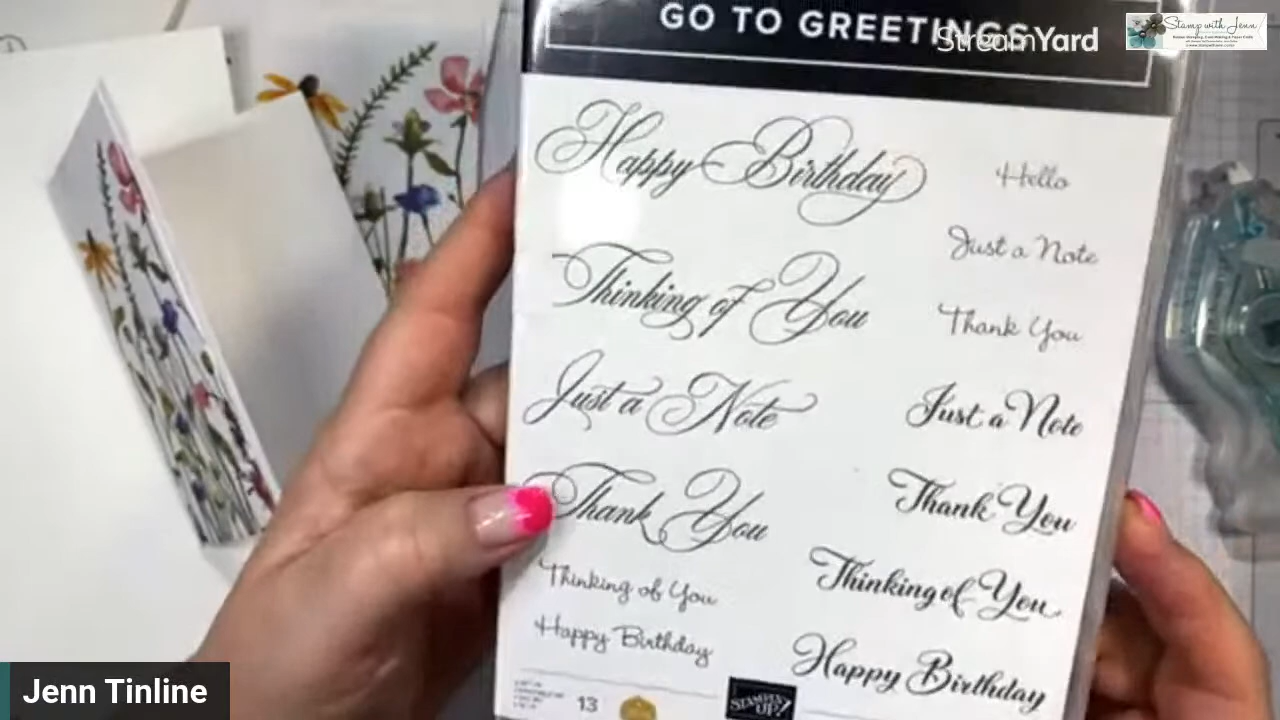 GO TO GREETINGS
StreamYard
Stamp with Jenn
Happy Birthday
Hello
Just a Note
Thinking of You
Thank You
Just a Note
Just a Note
Thank You
Thank You
Thinking of You
Thinking of You
Happy Birthday
Happy Birthday
13
STAMPIN' UP!
Jenn Tinline